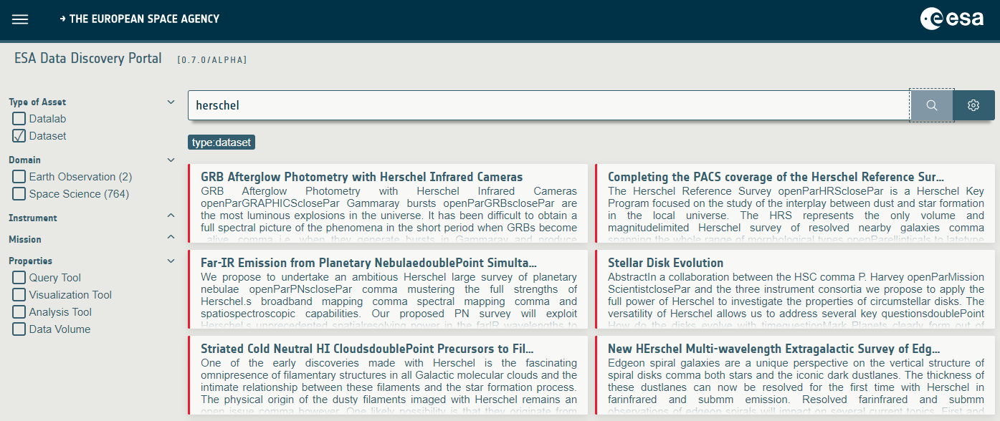 → THE EUROPEAN SPACE AGENCY
esa
ESA Data Discovery Portal [0.7.0/ALPHA]
Type of Asset
Datalab
Dataset
Domain
Earth Observation (2)
Space Science (764)
Instrument
Mission
Properties
Query Tool
Visualization Tool
Analysis Tool
Data Volume
herschel
type:dataset
GRB Afterglow Photometry with Herschel Infrared Cameras
GRB Afterglow Photometry with Herschel Infrared Cameras
openParGRAPHICSclosePar Gammaray bursts openParGRBsclosePar are
the most luminous explosions in the universe. It has been difficult to obtain a
full spectral picture of the phenomena in the short period when GRBs become
. alive. comma i.e. when they generate bursts in Gammaray and produce
Completing the PACS coverage of the Herschel Reference Sur...
The Herschel Reference Survey openParHRSclosePar is a Herschel Key
Program focused on the study of the interplay between dust and star formation
in the local universe. The HRS represents the only volume and
magnitudelimited Herschel survey of resolved nearby galaxies comma
spanning the whole range of morphological types openParellipticals to latetype
Far-IR Emission from Planetary NebulaedoublePoint Simulta...
We propose to undertake an ambitious Herschel large survey of planetary
nebulae openParPNsclosePar comma mustering the full strengths of
Herschel.s broadband mapping comma spectral mapping comma and
spatiospectroscopic capabilities. Our proposed PN survey will exploit
Herschel.s unprecedented spatialresolving power in the farIR wavelengths to
Stellar Disk Evolution
AbstractIn a collaboration between the HSC comma P. Harvey openParMission
ScientistclosePar and the three instrument consortia we propose to apply the
full power of Herschel to investigate the properties of circumstellar disks. The
versatility of Herschel allows us to address several key questionsdoublePoint
How do the disks evolve with timequestionMark Planets clearly form out of
Striated Cold Neutral HI CloudsdoublePoint Precursors to Fil...
One of the early discoveries made with Herschel is the fascinating
omnipresence of filamentary structures in all Galactic molecular clouds and the
intimate relationship between these filaments and the star formation process.
The physical origin of the dusty filaments imaged with Herschel remains an
open issue comma however. One likely possibility is that they originate from
New HErschel Multi-wavelength Extragalactic Survey of Edg...
Edgeon spiral galaxies are a unique perspective on the vertical structure of
spiral disks comma both stars and the iconic dark dustlanes. The thickness of
these dustlanes can now be resolved for the first time with Herschel in
farinfrared and submm emission. Resolved farinfrared and submm
observations of edgeon spirals will impact on several current topics. First and